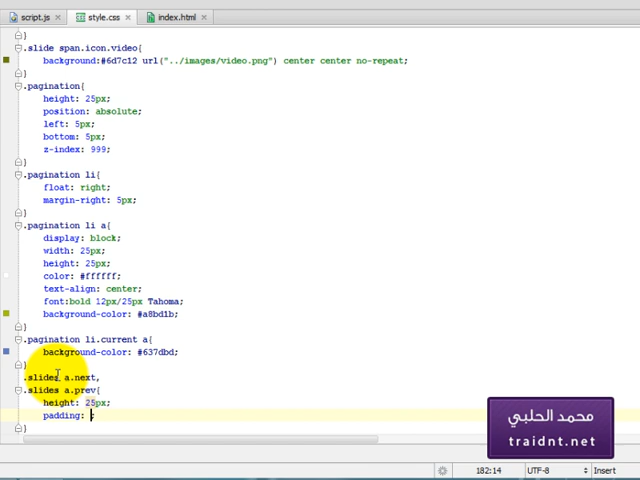 script.js
style.css
index.html
}
.slide span.icon.video{
background:#6d7c12 url("../images/video.png") center center no-repeat;
}
.pagination{
height: 25px;
position: absolute;
left: 5px;
bottom: 5px;
z-index: 999;
}
.pagination li{
float: right;
margin-right: 5px;
}
.pagination li a{
display: block;
width: 25px;
height: 25px;
color: #ffffff;
text-align: center;
font:bold 12px/25px Tahoma;
background-color: #a8bd1b;
}
.pagination li.current a{
background-color: #637dbd;
}
.slides a.next,
.slides a.prev{
height: 25px;
padding: ;
}
محمد الحلبي
traidnt.net
182:14
UTF-8
Insert